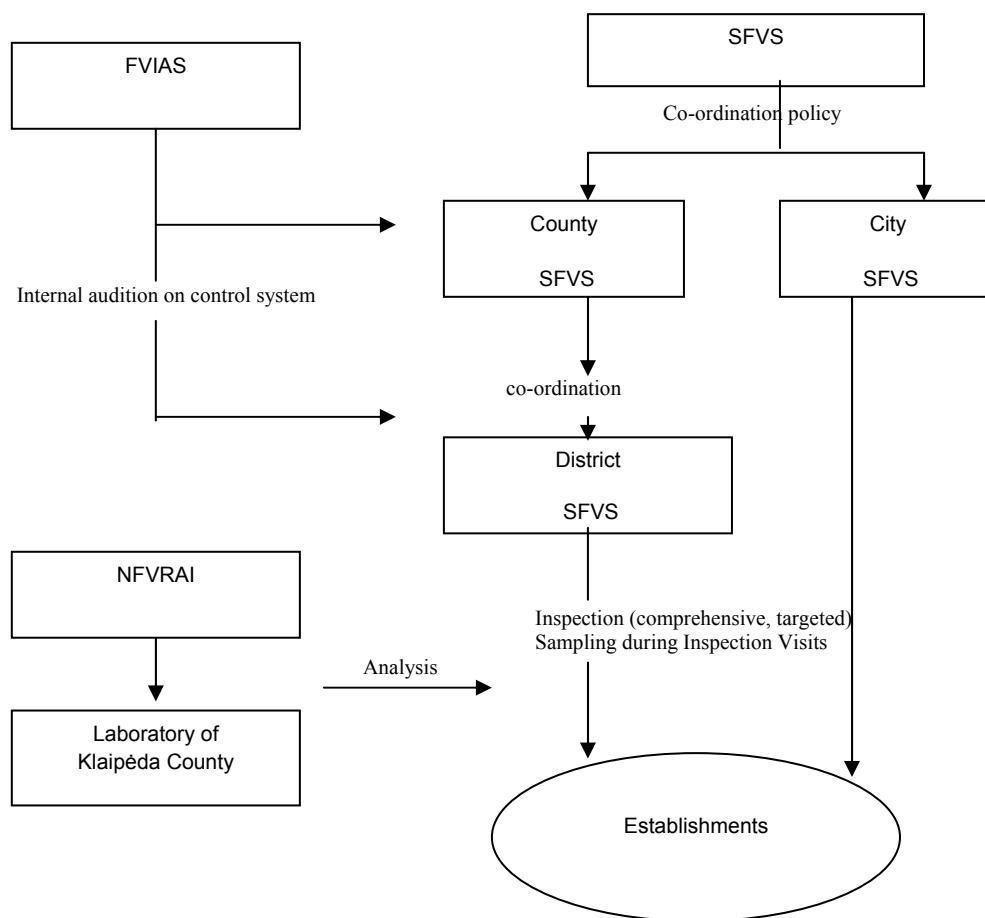 SFVS
FVIAS
Co-ordination policy
County
SFVS
City
SFVS
Internal audition on control system
co-ordination
District
SFVS
NFVRAI
Inspection (comprehensive, targeted)
Sampling during Inspection Visits
Analysis
Laboratory of
Klaipėda County
Establishments